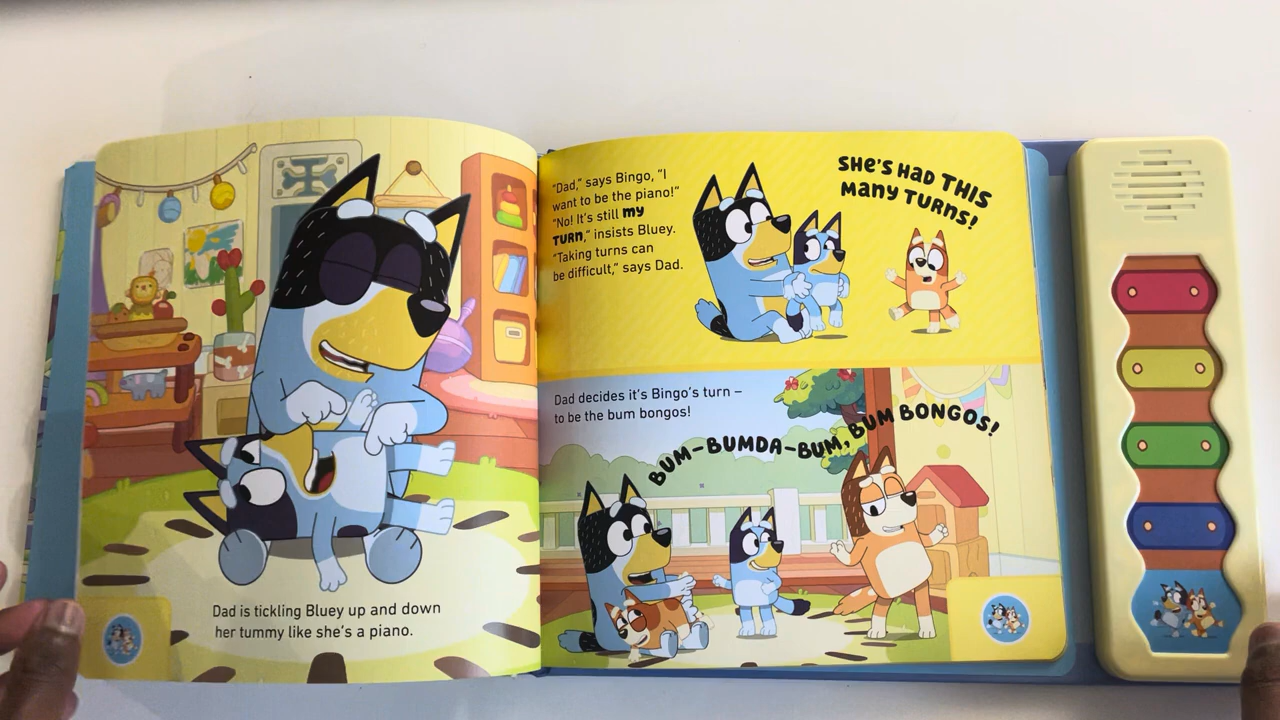 Dad is tickling Bluey up and down
her tummy like she's a piano.
"Dad," says Bingo, "I
want to be the piano!"
"No! It's still my
turn," insists Bluey.
"Taking turns can
be difficult," says Dad.
SHE'S HAD THIS
MANY TURNS!
Dad decides it's Bingo's turn –
to be the bum bongos!
BUM-BUMDA-BUM, BUM BONGOS!